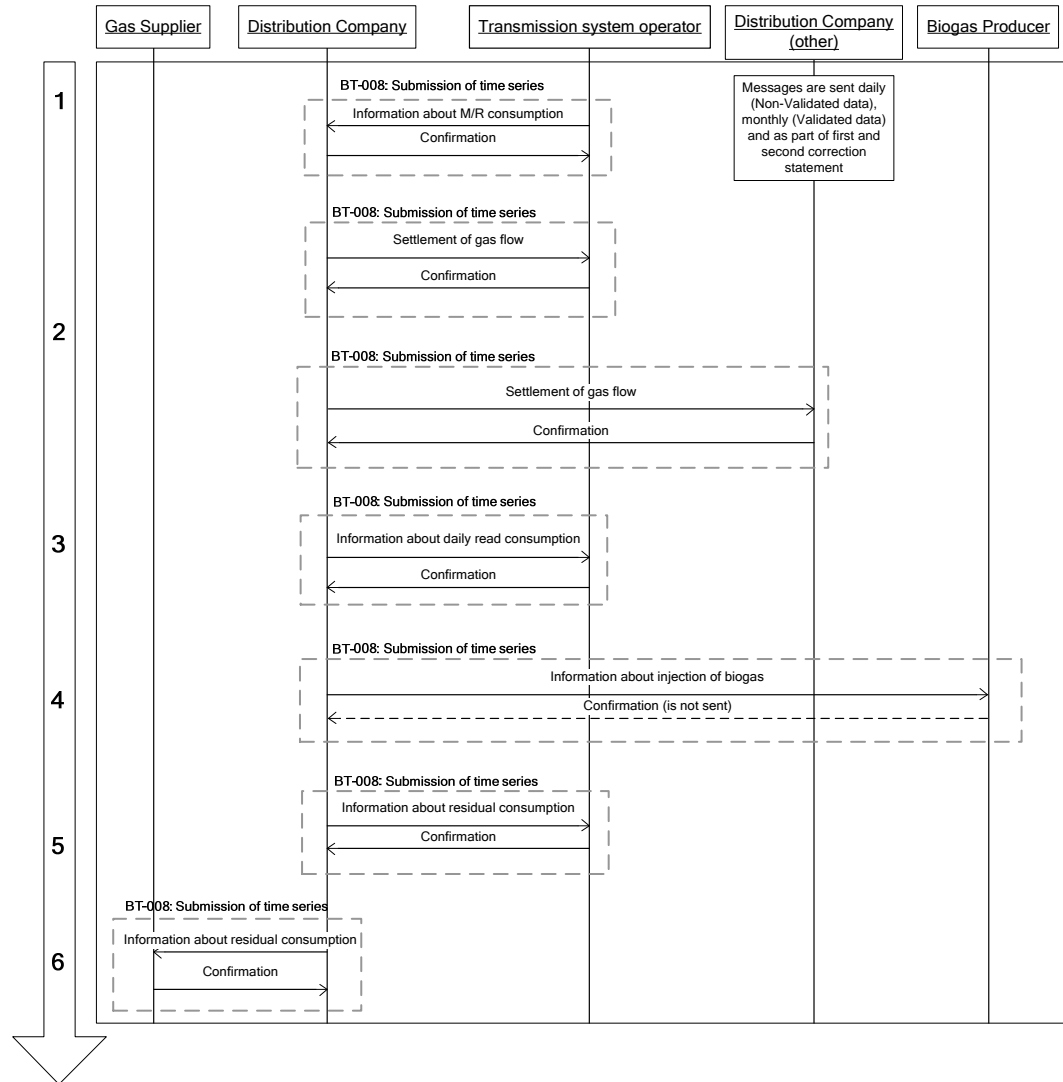 Gas Supplier
Distribution Company
Transmission system operator
Distribution Company
(other)
Biogas Producer
Messages are sent daily
(Non-Validated data),
monthly (Validated data)
and as part of first and
second correction
statement
1
BT-008: Submission of time series
Information about M/R consumption
Confirmation
BT-008: Submission of time series
Settlement of gas flow
Confirmation
2
BT-008: Submission of time series
Settlement of gas flow
Confirmation
BT-008: Submission of time series
3
Information about daily read consumption
Confirmation
BT-008: Submission of time series
4
Information about injection of biogas
Confirmation (is not sent)
BT-008: Submission of time series
Information about residual consumption
5
Confirmation
BT-008: Submission of time series
Information about residual consumption
6
Confirmation